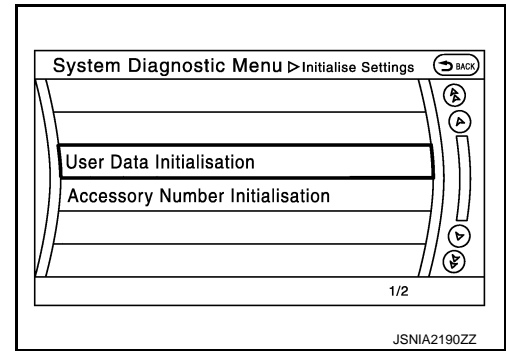 System Diagnostic Menu ▷ Initialise Settings BACK
User Data Initialisation
Accessory Number Initialisation
1/2
JSNIA2190ZZ